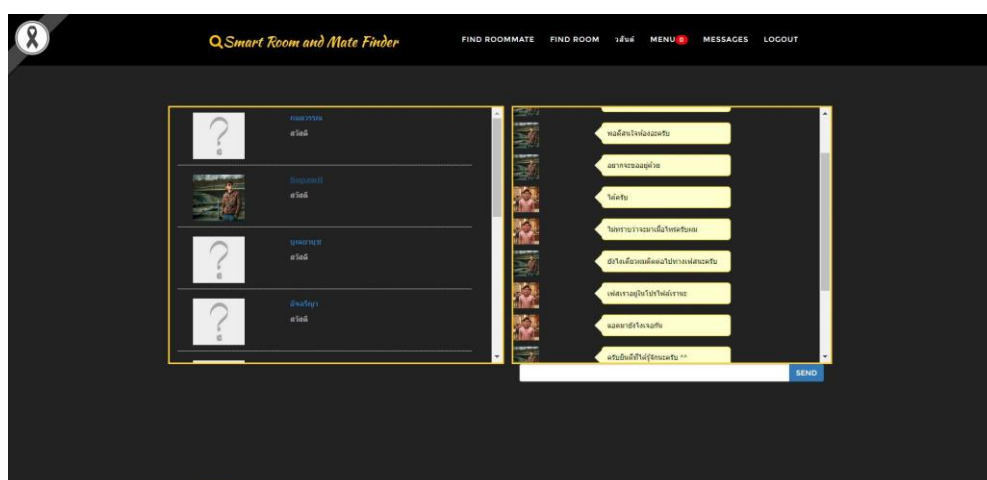 Smart Room and Mate Finder
FIND ROOMMATE FIND ROOM วสันต์ MENU 0 MESSAGES LOGOUT
กนลวรรณ
สวัสดี
สวัสดี
บุณยานุช
สวัสดี
อัจฉริญา
สวัสดี
พอดีสนใจห้องอะครับ
อยากจะขออยู่ด้วย
ได้ครับ
ไม่ทราบว่าจะมาเมื่อไหร่ครับผม
ยังไงเดี๋ยวผมติดต่อไปทางเฟสนะครับ
เฟสเราอยู่ในโปรไฟล์เรานะ
แอดมายังไงเจอกัน
ครับยินดีที่ได้รู้จักนะครับ ^^
SEND